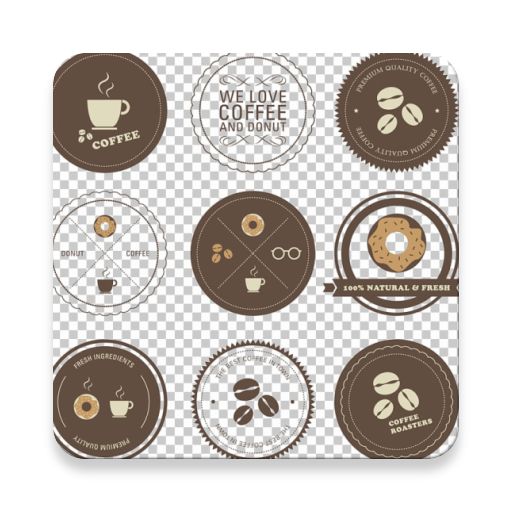 COFFEE
WE LOVE
COFFEE
AND DONUT
PREMIUM QUALITY COFFEE
PREMIUM QUALITY COFFEE
DONUT
COFFEE
100% NATURAL & FRESH
FRESH INGREDIENTS
PREMIUM QUALITY
THE BEST COFFEE IN TOWN
THE BEST COFFEE IN TOWN
COFFEE
ROASTERS